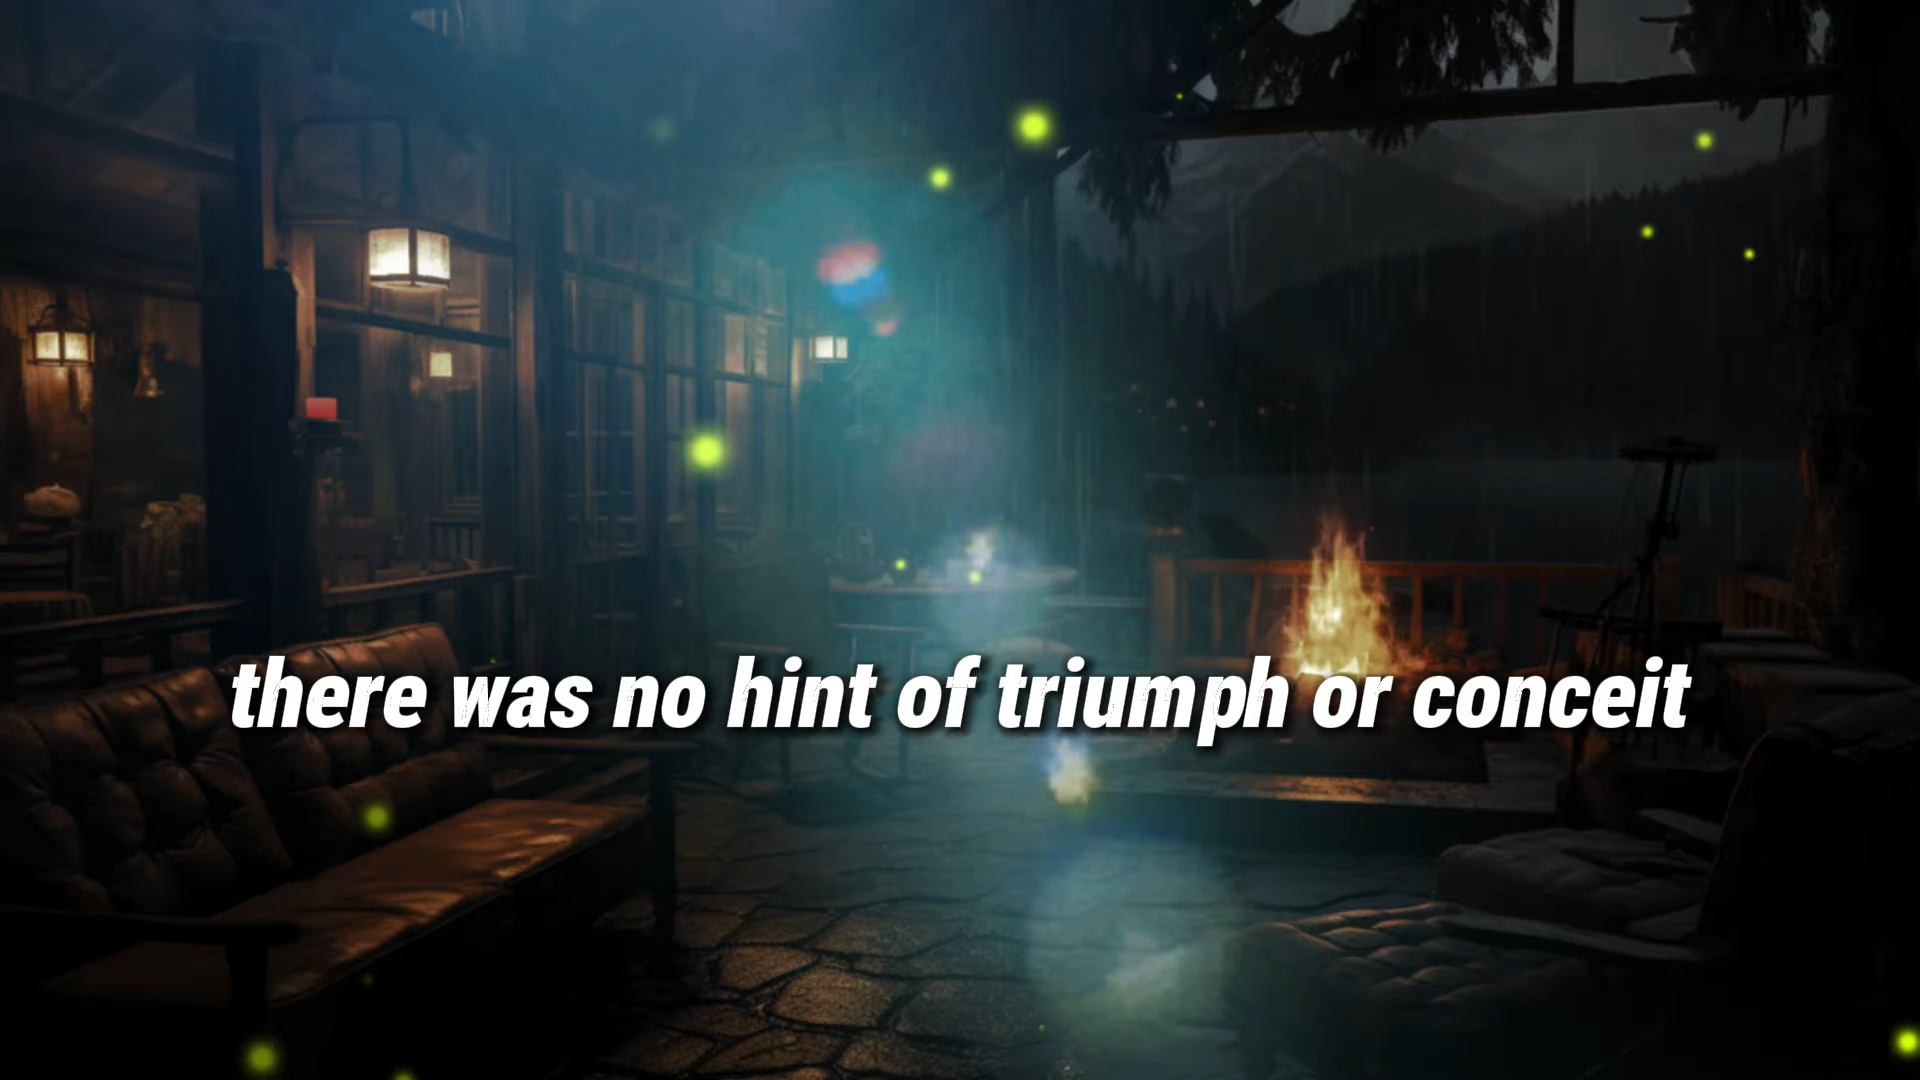 there was no hint of triumph or conceit